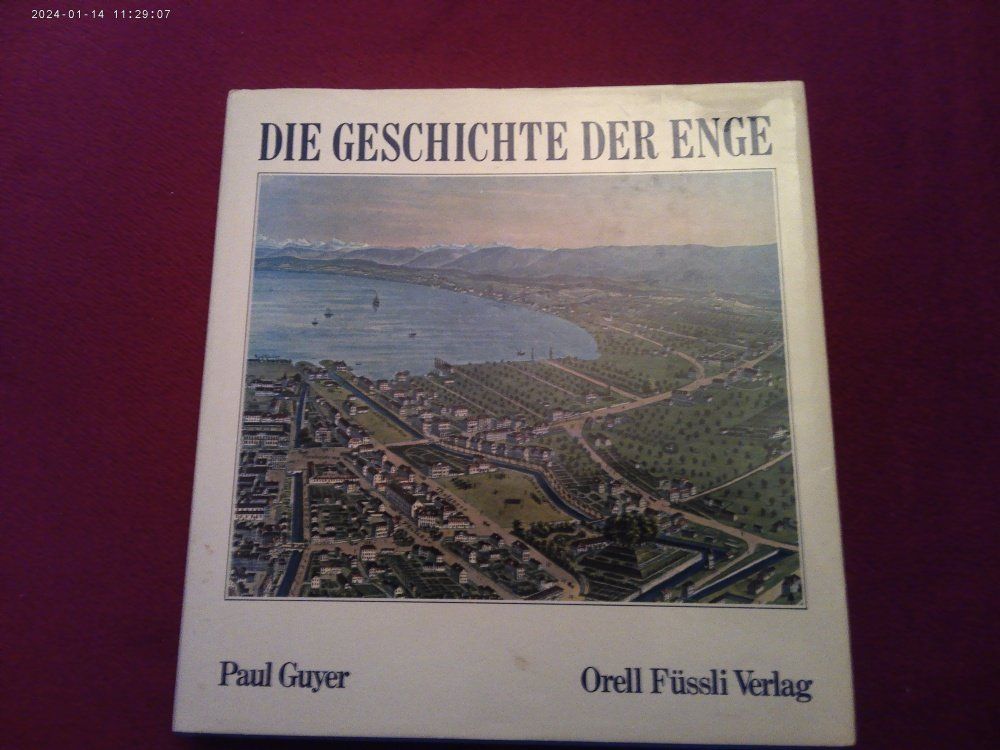 2024-01-14 11:29:07
DIE GESCHICHTE DER ENGE
Paul Guyer
Orell Füssli Verlag